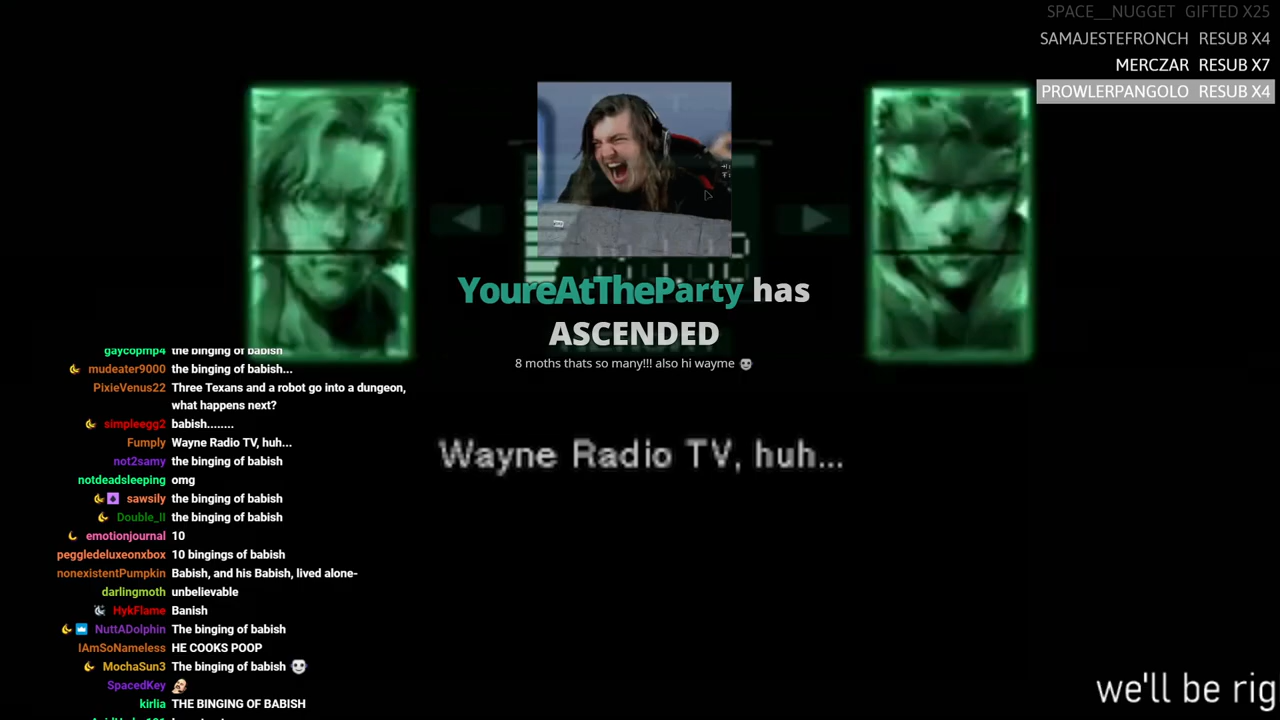 SPACE__NUGGET GIFTED X25
SAMAJESTEFRONCH RESUB X4
MERCZAR RESUB X7
PROWLERPANGOLO RESUB X4
YoureAtTheParty has
ASCENDED
8 moths thats so many!!! also hi wayme
Wayne Radio TV, huh...
gaycopmp4 the binging of babish
mudeater9000 the binging of babish...
PixieVenus22 Three Texans and a robot go into a dungeon,
what happens next?
simpleegg2 babish........
Fumply Wayne Radio TV, huh...
not2samy the binging of babish
notdeadsleeping omg
sawsily the binging of babish
Double_II the binging of babish
emotionjournal 10
peggledeluxeonxbox 10 bingings of babish
nonexistentPumpkin Babish, and his Babish, lived alone-
darlingmoth unbelievable
HykFlame Banish
NuttADolphin The binging of babish
IAmSoNameless HE COOKS POOP
MochaSun3 The binging of babish
SpacedKey
kirlia THE BINGING OF BABISH
we'll be rig